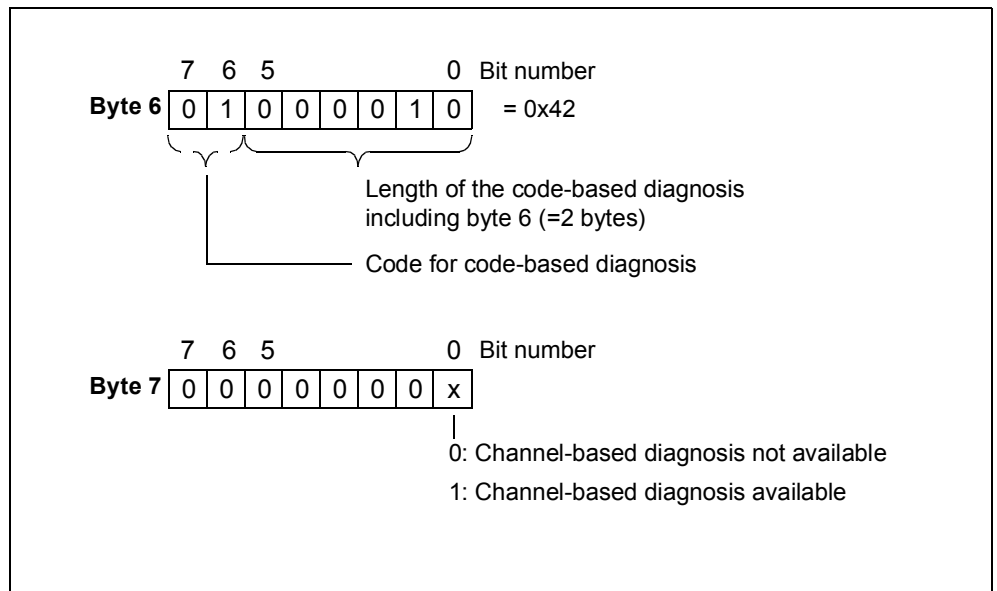 7 6 5 0 Bit number
Byte 6 0 1 0 0 0 0 1 0 = 0x42
Length of the code-based diagnosis
including byte 6 (=2 bytes)
Code for code-based diagnosis
7 6 5 0 Bit number
Byte 7 0 0 0 0 0 0 0 x
0: Channel-based diagnosis not available
1: Channel-based diagnosis available